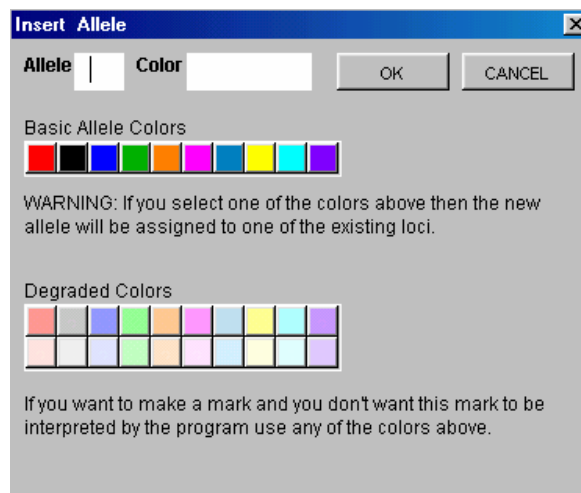 Insert Allele
Allele Color OK CANCEL
Basic Allele Colors
WARNING: If you select one of the colors above then the new
allele will be assigned to one of the existing loci.
Degraded Colors
If you want to make a mark and you don't want this mark to be
interpreted by the program use any of the colors above.